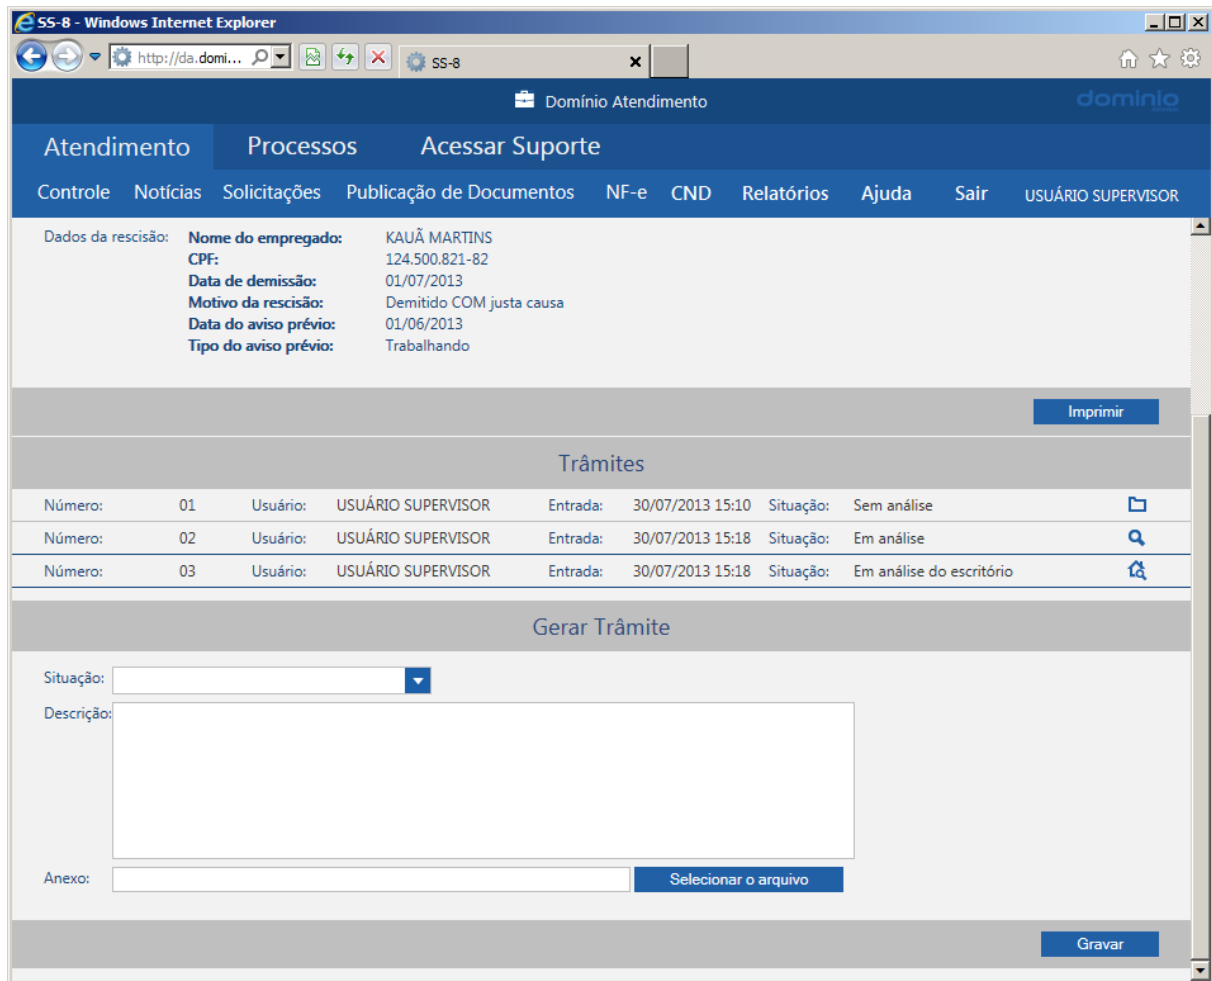 SS-8 - Windows Internet Explorer
http://da.domi... SS-8
Domínio Atendimento dominio
Atendimento Processos Acessar Suporte
Controle Notícias Solicitações Publicação de Documentos NF-e CND Relatórios Ajuda Sair USUÁRIO SUPERVISOR
Dados da rescisão: Nome do empregado: KAUÃ MARTINS
CPF: 124.500.821-82
Data de demissão: 01/07/2013
Motivo da rescisão: Demitido COM justa causa
Data do aviso prévio: 01/06/2013
Tipo do aviso prévio: Trabalhando
Imprimir
Trâmites
Número: 01 Usuário: USUÁRIO SUPERVISOR Entrada: 30/07/2013 15:10 Situação: Sem análise
Número: 02 Usuário: USUÁRIO SUPERVISOR Entrada: 30/07/2013 15:18 Situação: Em análise
Número: 03 Usuário: USUÁRIO SUPERVISOR Entrada: 30/07/2013 15:18 Situação: Em análise do escritório
Gerar Trâmite
Situação:
Descrição:
Anexo: Selecionar o arquivo
Gravar